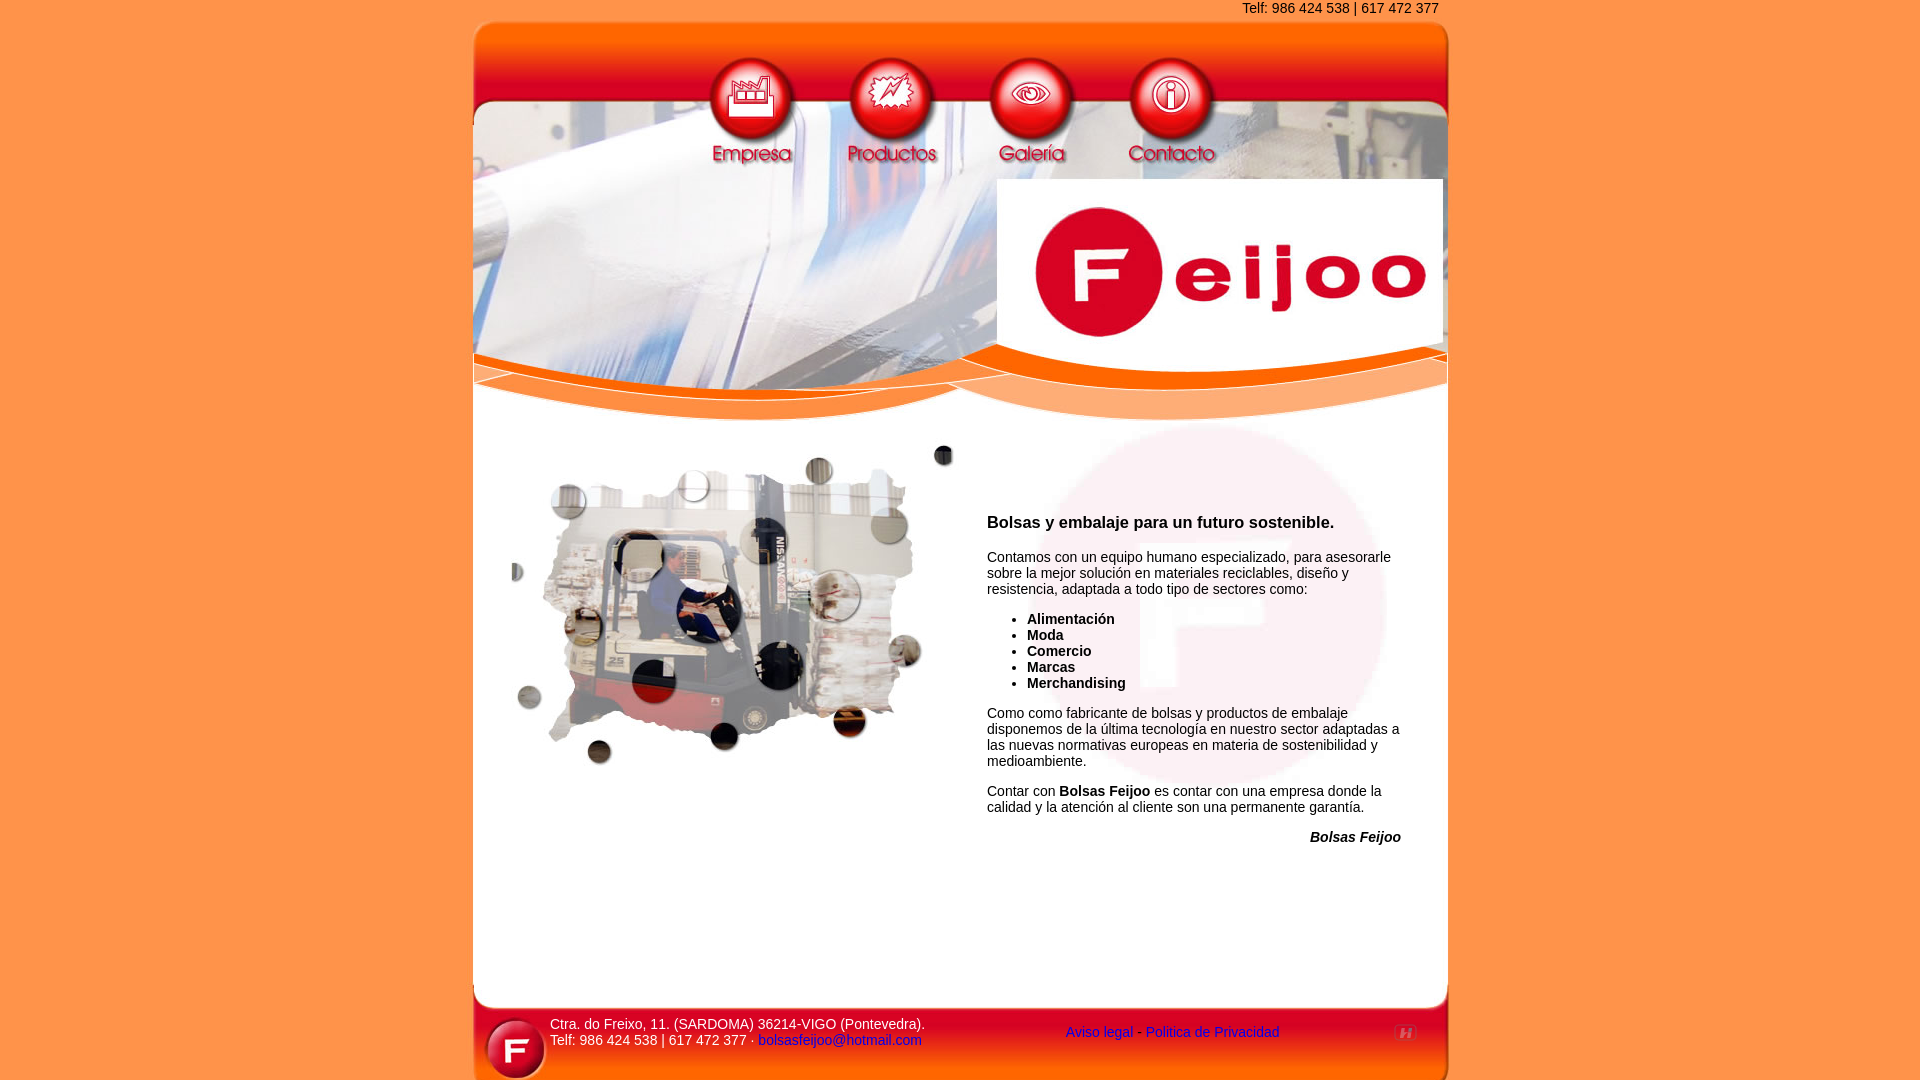 Telf: 986 424 538 | 617 472 377
Empresa
Productos
Galería
Contacto
Feijoo
NISSAN
25
Bolsas y embalaje para un futuro sostenible.
Contamos con un equipo humano especializado, para asesorarle
sobre la mejor solución en materiales reciclables, diseño y
resistencia, adaptada a todo tipo de sectores como:
• Alimentación
• Moda
• Comercio
• Marcas
• Merchandising
Como como fabricante de bolsas y productos de embalaje
disponemos de la última tecnología en nuestro sector adaptadas a
las nuevas normativas europeas en materia de sostenibilidad y
medioambiente.
Contar con Bolsas Feijoo es contar con una empresa donde la
calidad y la atención al cliente son una permanente garantía.
Bolsas Feijoo
F
Ctra. do Freixo, 11. (SARDOMA) 36214-VIGO (Pontevedra).
Telf: 986 424 538 | 617 472 377 · bolsasfeijoo@hotmail.com
Aviso legal - Politica de Privacidad
H